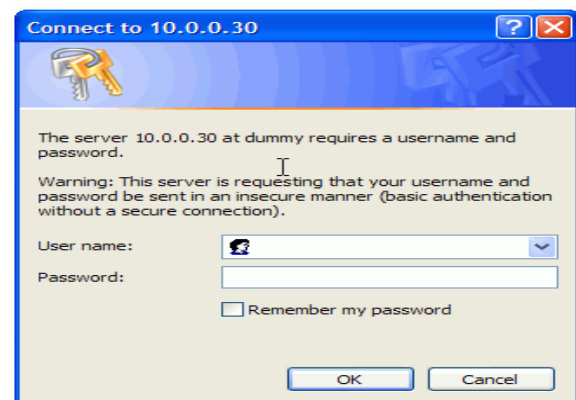 Connect to 10.0.0.30
The server 10.0.0.30 at dummy requires a username and
password.
Warning: This server is requesting that your username and
password be sent in an insecure manner (basic authentication
without a secure connection).
User name:
Password:
Remember my password
OK Cancel